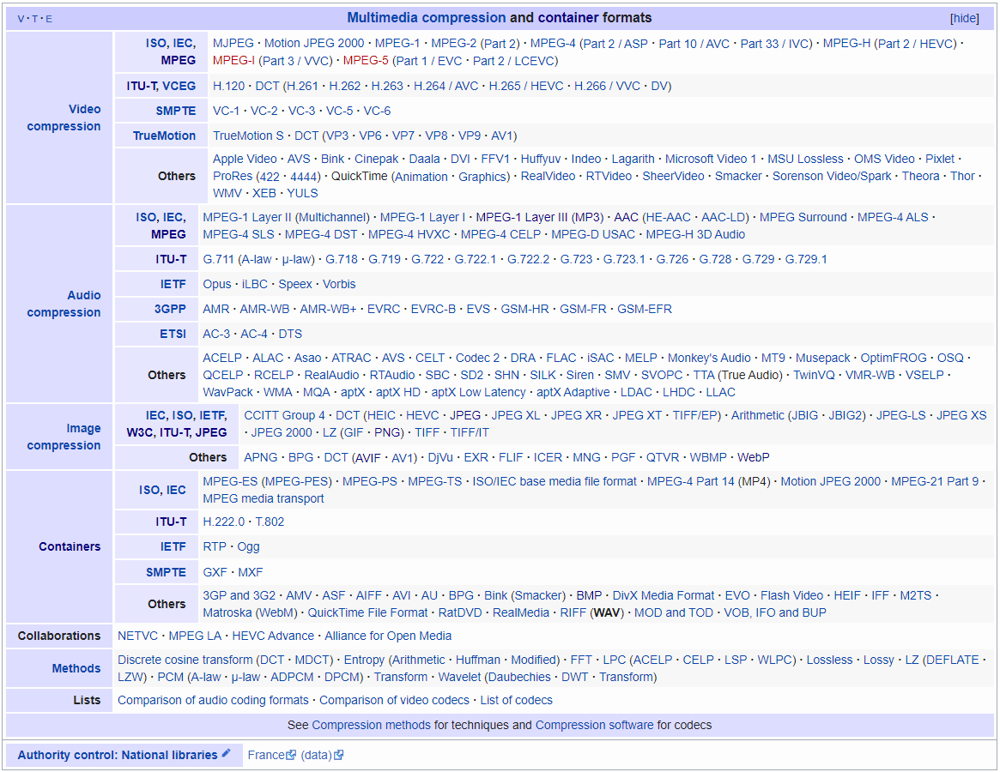 V · T · E
Multimedia compression and container formats
[hide]
Video
compression
ISO, IEC,
MPEG
MJPEG · Motion JPEG 2000 · MPEG-1 · MPEG-2 (Part 2) · MPEG-4 (Part 2 / ASP · Part 10 / AVC · Part 33 / IVC) · MPEG-H (Part 2 / HEVC) ·
MPEG-I (Part 3 / VVC) · MPEG-5 (Part 1 / EVC · Part 2 / LCEVC)
ITU-T, VCEG
H.120 · DCT (H.261 · H.262 · H.263 · H.264 / AVC · H.265 / HEVC · H.266 / VVC · DV)
SMPTE
VC-1 · VC-2 · VC-3 · VC-5 · VC-6
TrueMotion
TrueMotion S · DCT (VP3 · VP6 · VP7 · VP8 · VP9 · AV1)
Others
Apple Video · AVS · Bink · Cinepak · Daala · DVI · FFV1 · Huffyuv · Indeo · Lagarith · Microsoft Video 1 · MSU Lossless · OMS Video · Pixlet ·
ProRes (422 · 4444) · QuickTime (Animation · Graphics) · RealVideo · RTVideo · SheerVideo · Smacker · Sorenson Video/Spark · Theora · Thor ·
WMV · XEB · YULS
Audio
compression
ISO, IEC,
MPEG
MPEG-1 Layer II (Multichannel) · MPEG-1 Layer I · MPEG-1 Layer III (MP3) · AAC (HE-AAC · AAC-LD) · MPEG Surround · MPEG-4 ALS ·
MPEG-4 SLS · MPEG-4 DST · MPEG-4 HVXC · MPEG-4 CELP · MPEG-D USAC · MPEG-H 3D Audio
ITU-T
G.711 (A-law · µ-law) · G.718 · G.719 · G.722 · G.722.1 · G.722.2 · G.723 · G.723.1 · G.726 · G.728 · G.729 · G.729.1
IETF
Opus · iLBC · Speex · Vorbis
3GPP
AMR · AMR-WB · AMR-WB+ · EVRC · EVRC-B · EVS · GSM-HR · GSM-FR · GSM-EFR
ETSI
AC-3 · AC-4 · DTS
Others
ACELP · ALAC · Asao · ATRAC · AVS · CELT · Codec 2 · DRA · FLAC · iSAC · MELP · Monkey's Audio · MT9 · Musepack · OptimFROG · OSQ ·
QCELP · RCELP · RealAudio · RTAudio · SBC · SD2 · SHN · SILK · Siren · SMV · SVOPC · TTA (True Audio) · TwinVQ · VMR-WB · VSELP ·
WavPack · WMA · MQA · aptX · aptX HD · aptX Low Latency · aptX Adaptive · LDAC · LHDC · LLAC
Image
compression
IEC, ISO, IETF,
W3C, ITU-T, JPEG
CCITT Group 4 · DCT (HEIC · HEVC · JPEG · JPEG XL · JPEG XR · JPEG XT · TIFF/EP) · Arithmetic (JBIG · JBIG2) · JPEG-LS · JPEG XS
· JPEG 2000 · LZ (GIF · PNG) · TIFF · TIFF/IT
Others
APNG · BPG · DCT (AVIF · AV1) · DjVu · EXR · FLIF · ICER · MNG · PGF · QTVR · WBMP · WebP
Containers
ISO, IEC
MPEG-ES (MPEG-PES) · MPEG-PS · MPEG-TS · ISO/IEC base media file format · MPEG-4 Part 14 (MP4) · Motion JPEG 2000 · MPEG-21 Part 9 ·
MPEG media transport
ITU-T
H.222.0 · T.802
IETF
RTP · Ogg
SMPTE
GXF · MXF
Others
3GP and 3G2 · AMV · ASF · AIFF · AVI · AU · BPG · Bink (Smacker) · BMP · DivX Media Format · EVO · Flash Video · HEIF · IFF · M2TS ·
Matroska (WebM) · QuickTime File Format · RatDVD · RealMedia · RIFF (WAV) · MOD and TOD · VOB, IFO and BUP
Collaborations
NETVC · MPEG LA · HEVC Advance · Alliance for Open Media
Methods
Discrete cosine transform (DCT · MDCT) · Entropy (Arithmetic · Huffman · Modified) · FFT · LPC (ACELP · CELP · LSP · WLPC) · Lossless · Lossy · LZ (DEFLATE ·
LZW) · PCM (A-law · µ-law · ADPCM · DPCM) · Transform · Wavelet (Daubechies · DWT · Transform)
Lists
Comparison of audio coding formats · Comparison of video codecs · List of codecs
See Compression methods for techniques and Compression software for codecs
Authority control: National libraries
France (data)